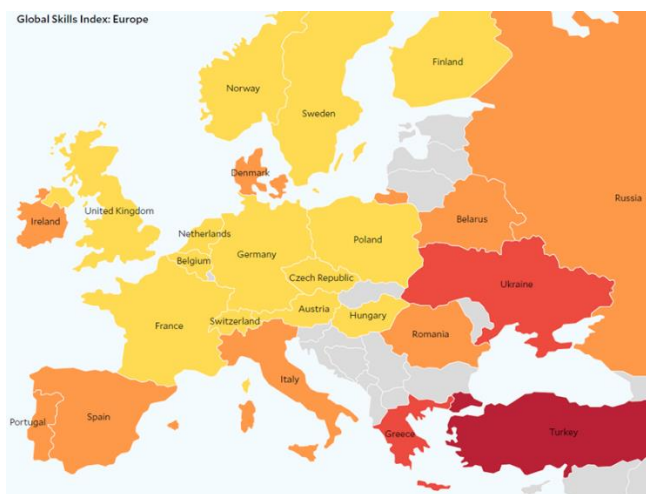 Global Skills Index: Europe
Finland
Norway
Sweden
Denmark
Russia
Ireland
United Kingdom
Belarus
Netherlands
Poland
Germany
Belgium
Czech Republic
Ukraine
Austria
Hungary
France
Switzerland
Romania
Italy
Spain
Portugal
Greece
Turkey